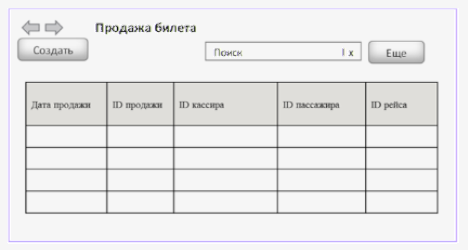 Продажа билета
Создать
Поиск | x
Еще
Дата продажи ID продажи ID кассира ID пассажира ID рейса